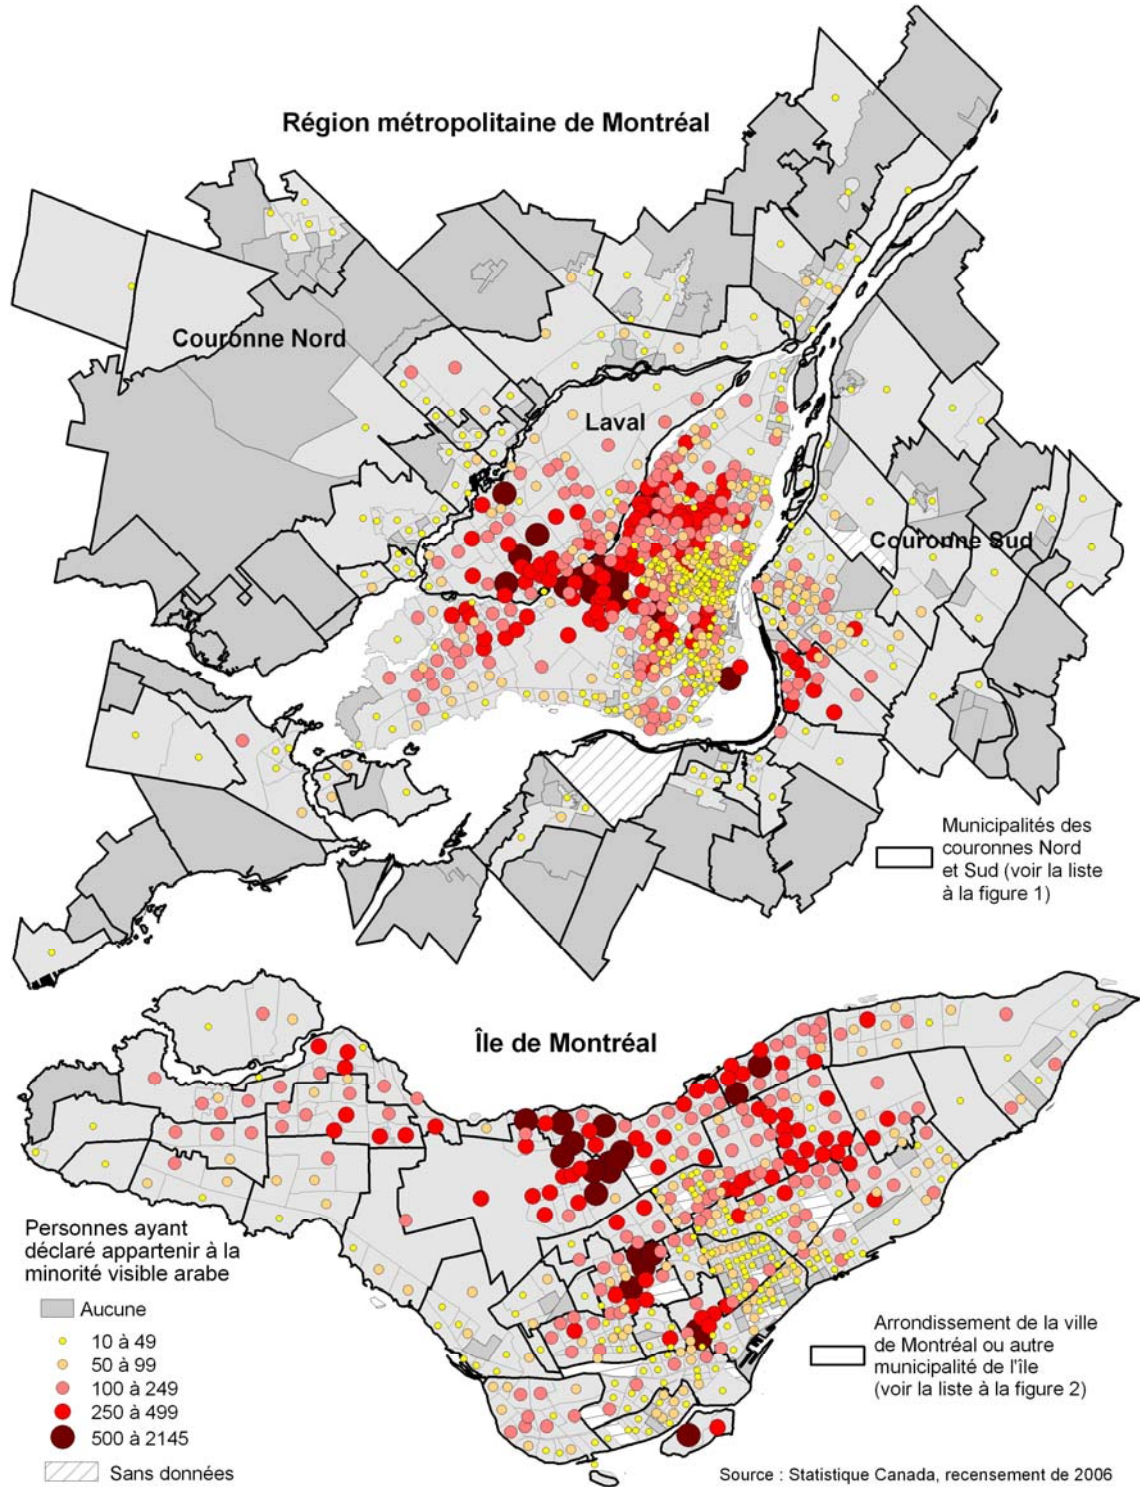 Région métropolitaine de Montréal
Couronne Nord
Laval
Couronne Sud
Municipalités des
couronnes Nord
et Sud (voir la liste
à la figure 1)
Île de Montréal
Personnes ayant
déclaré appartenir à la
minorité visible arabe
Aucune
10 à 49
50 à 99
100 à 249
250 à 499
500 à 2145
Sans données
Arrondissement de la ville
de Montréal ou autre
municipalité de l'île
(voir la liste à la figure 2)
Source : Statistique Canada, recensement de 2006